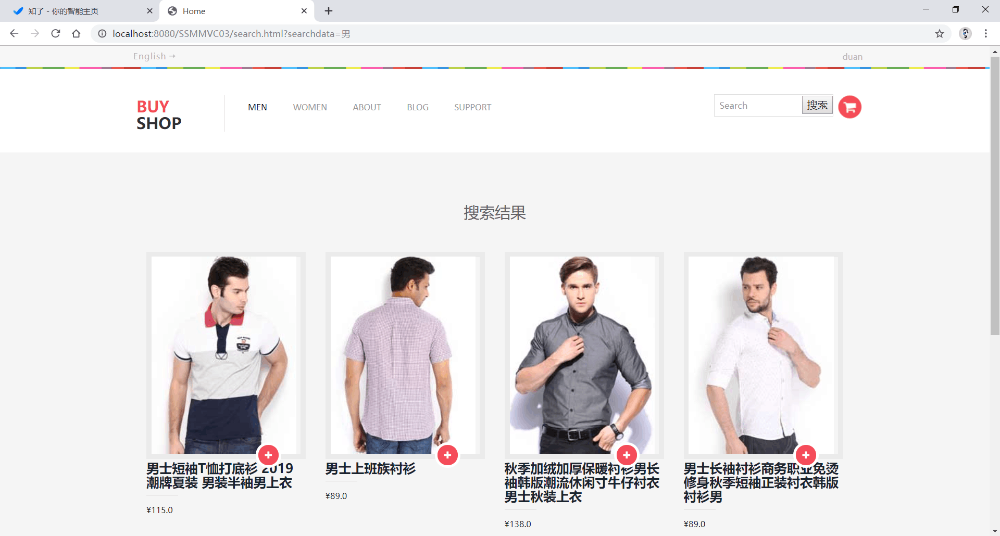 知了 - 你的智能主页
Home
localhost:8080/SSMMVC03/search.html?searchdata=男
English →
duan
BUY
SHOP
MEN
WOMEN
ABOUT
BLOG
SUPPORT
Search
搜索
搜索结果
男士短袖T恤打底衫 2019
潮牌夏装 男装半袖男上衣
¥115.0
男士上班族衬衫
¥89.0
秋季加绒加厚保暖衬衫男长
袖韩版潮流休闲寸牛仔衬衣
男士秋装上衣
¥138.0
男士长袖衬衫商务职业免烫
修身秋季短袖正装衬衣韩版
衬衫男
¥89.0